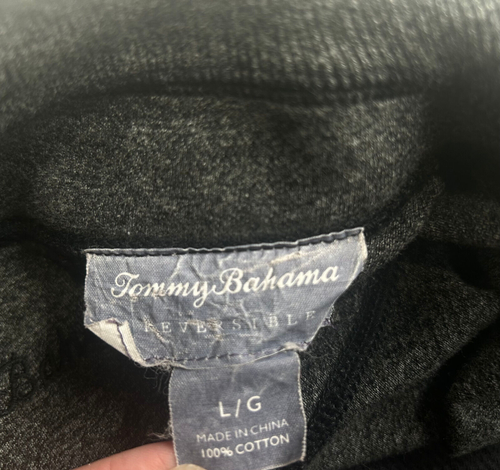 Tommy Bahama
REVERSIBLE
L/G
MADE IN CHINA
100% COTTON